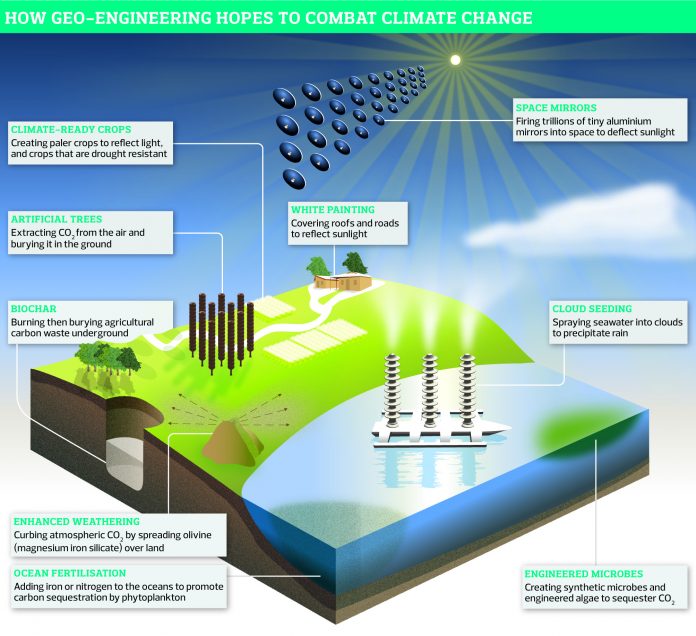 HOW GEO-ENGINEERING HOPES TO COMBAT CLIMATE CHANGE
SPACE MIRRORS
Firing trillions of tiny aluminium
mirrors into space to deflect sunlight
CLIMATE-READY CROPS
Creating paler crops to reflect light,
and crops that are drought resistant
WHITE PAINTING
Covering roofs and roads
to reflect sunlight
ARTIFICIAL TREES
Extracting CO₂ from the air and
burying it in the ground
BIOCHAR
Burning then burying agricultural
carbon waste underground
CLOUD SEEDING
Spraying seawater into clouds
to precipitate rain
ENHANCED WEATHERING
Curbing atmospheric CO₂ by spreading olivine
(magnesium iron silicate) over land
OCEAN FERTILISATION
Adding iron or nitrogen to the oceans to promote
carbon sequestration by phytoplankton
ENGINEERED MICROBES
Creating synthetic microbes and
engineered algae to sequester CO₂